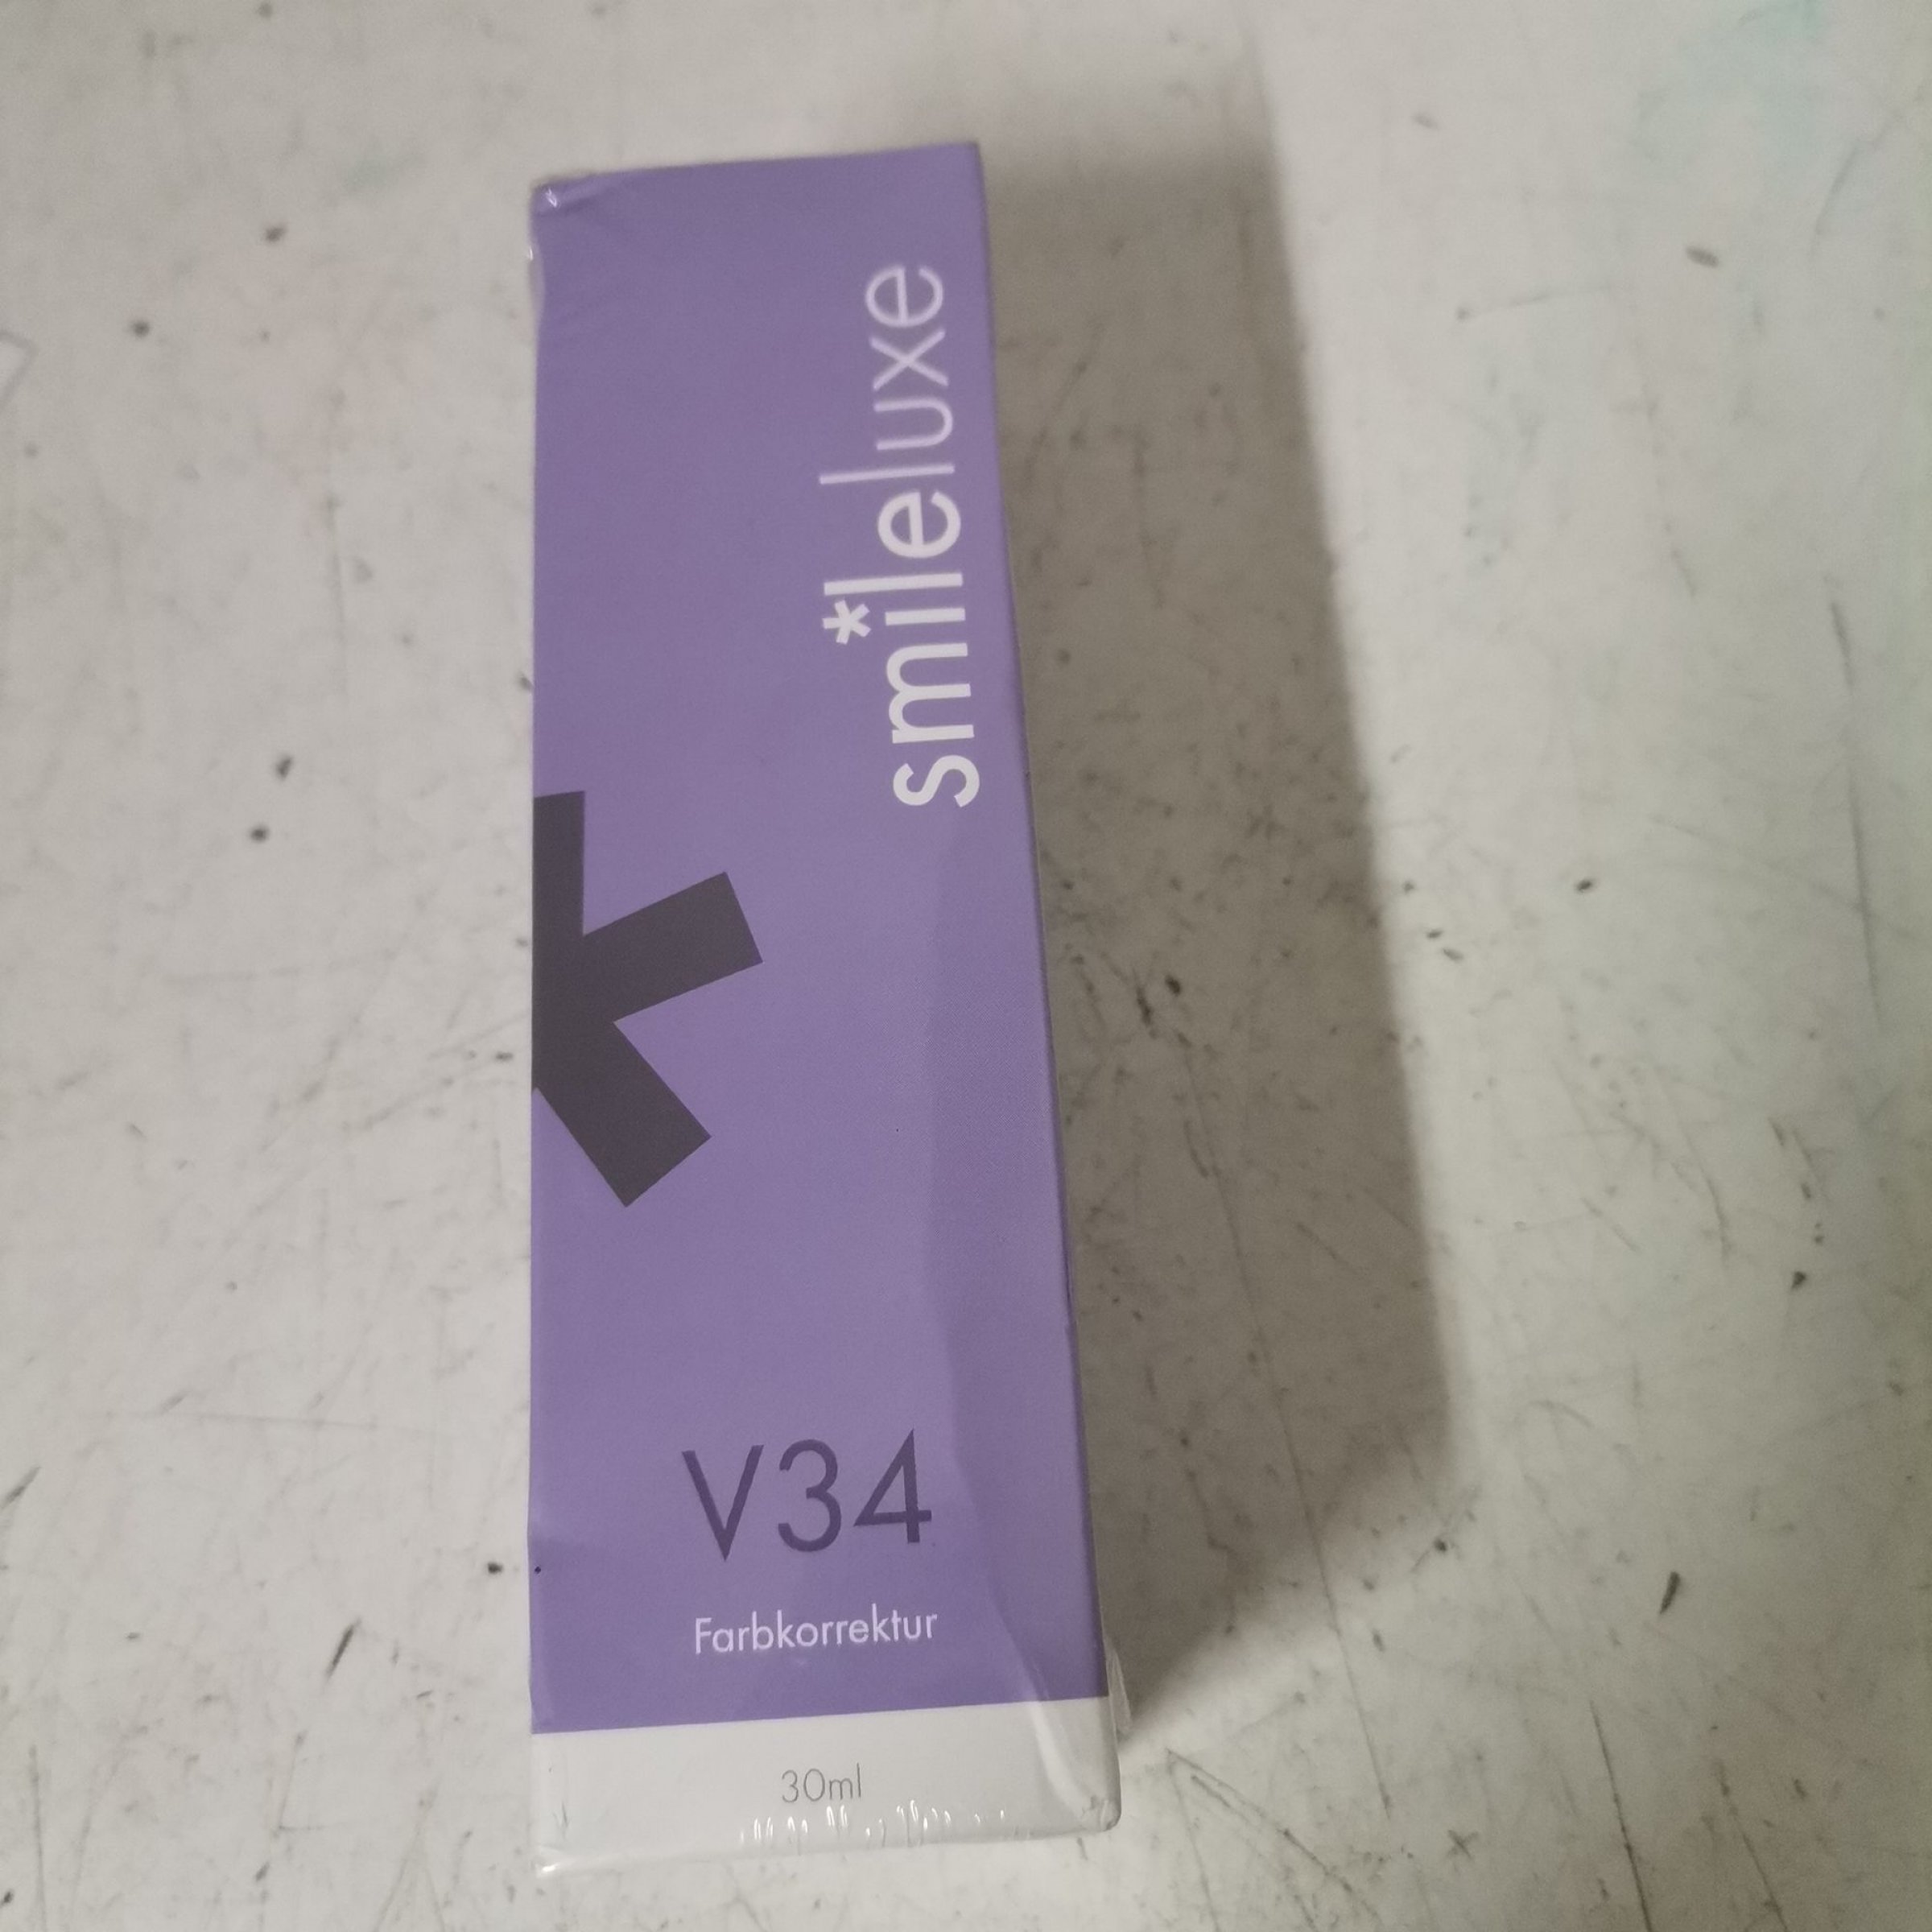 smileluxe
V34
Farbkorrektur
30ml